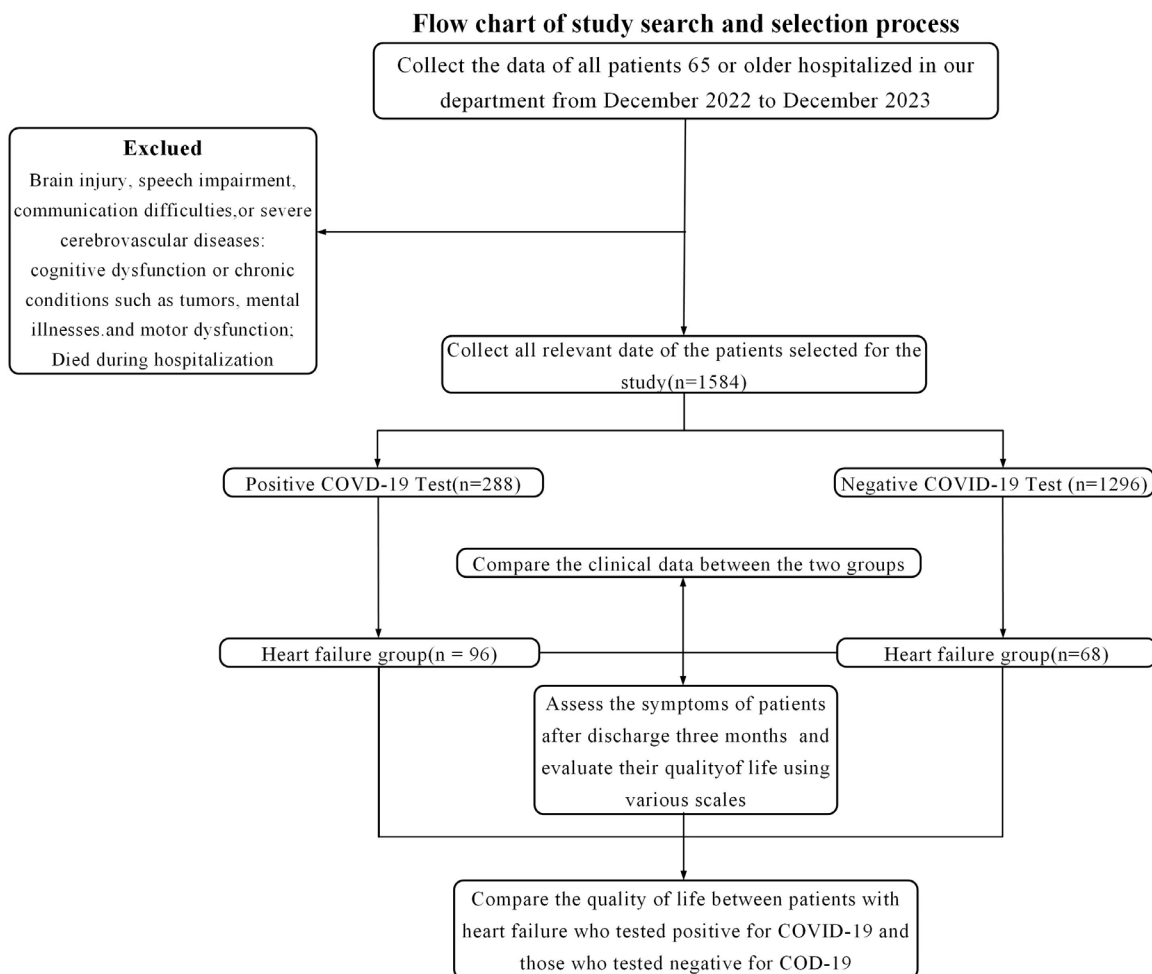 Flow chart of study search and selection process
Collect the data of all patients 65 or older hospitalized in our
department from December 2022 to December 2023
Exclued
Brain injury, speech impairment,
communication difficulties,or severe
cerebrovascular diseases:
cognitive dysfunction or chronic
conditions such as tumors, mental
illnesses.and motor dysfunction;
Died during hospitalization
Collect all relevant date of the patients selected for the
study(n=1584)
Positive COVD-19 Test(n=288)
Negative COVID-19 Test (n=1296)
Compare the clinical data between the two groups
Heart failure group(n = 96)
Heart failure group(n=68)
Assess the symptoms of patients
after discharge three months and
evaluate their qualityof life using
various scales
Compare the quality of life between patients with
heart failure who tested positive for COVID-19 and
those who tested negative for COD-19